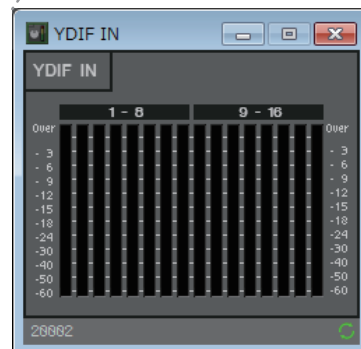 YDIF IN
YDIF IN
1 - 8 9 - 16
Over Over
- 3 - 3
- 6 - 6
- 9 - 9
-12 -12
-15 -15
-18 -18
-24 -24
-30 -30
-40 -40
-50 -50
-60 -60
20002